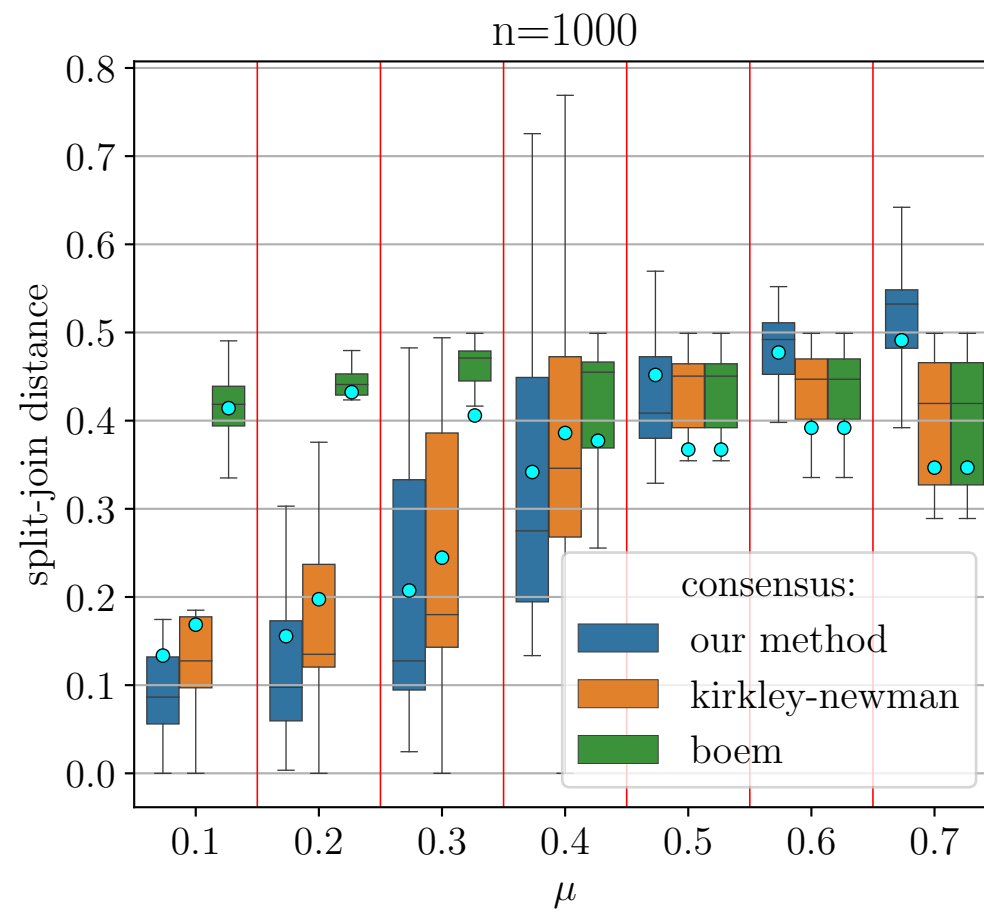 n=1000
split-join distance
0.8
0.7
0.6
0.5
0.4
0.3
0.2
0.1
0.0
consensus:
our method
kirkley-newman
boem
0.1 0.2 0.3 0.4 0.5 0.6 0.7
μ